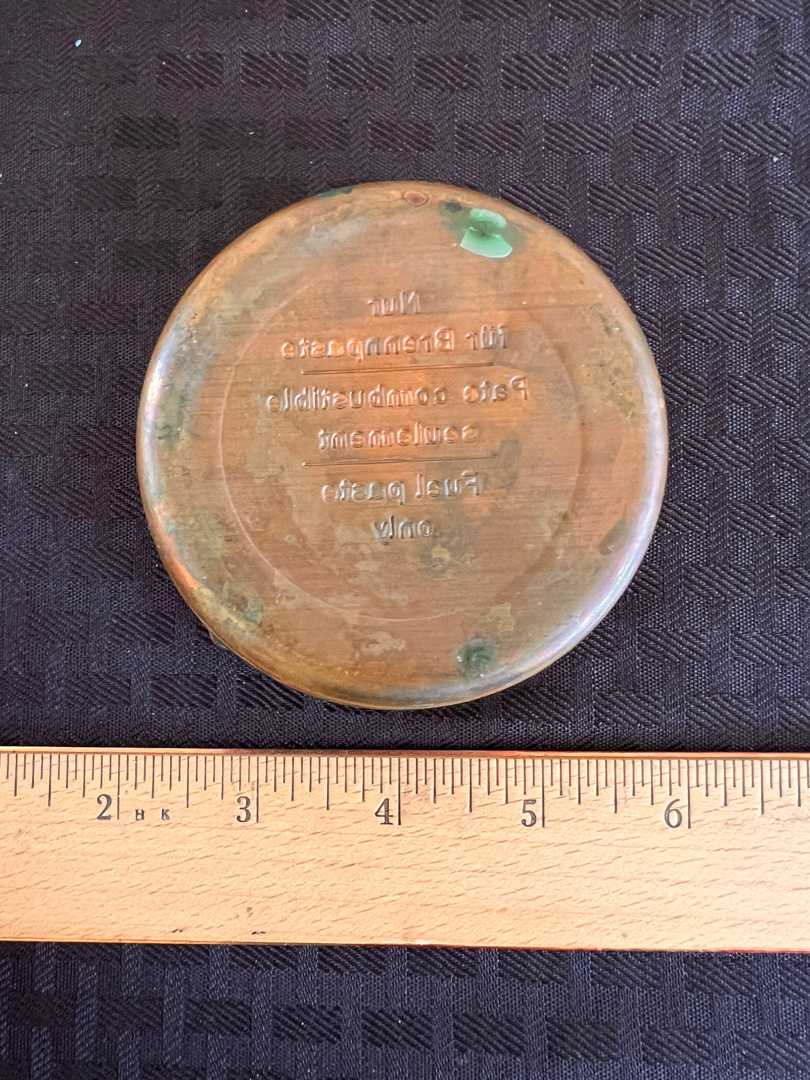 Nur
für Brennpaste
Pate combustible
seulement
Fuel paste
only
2 H K 3 4 5 6